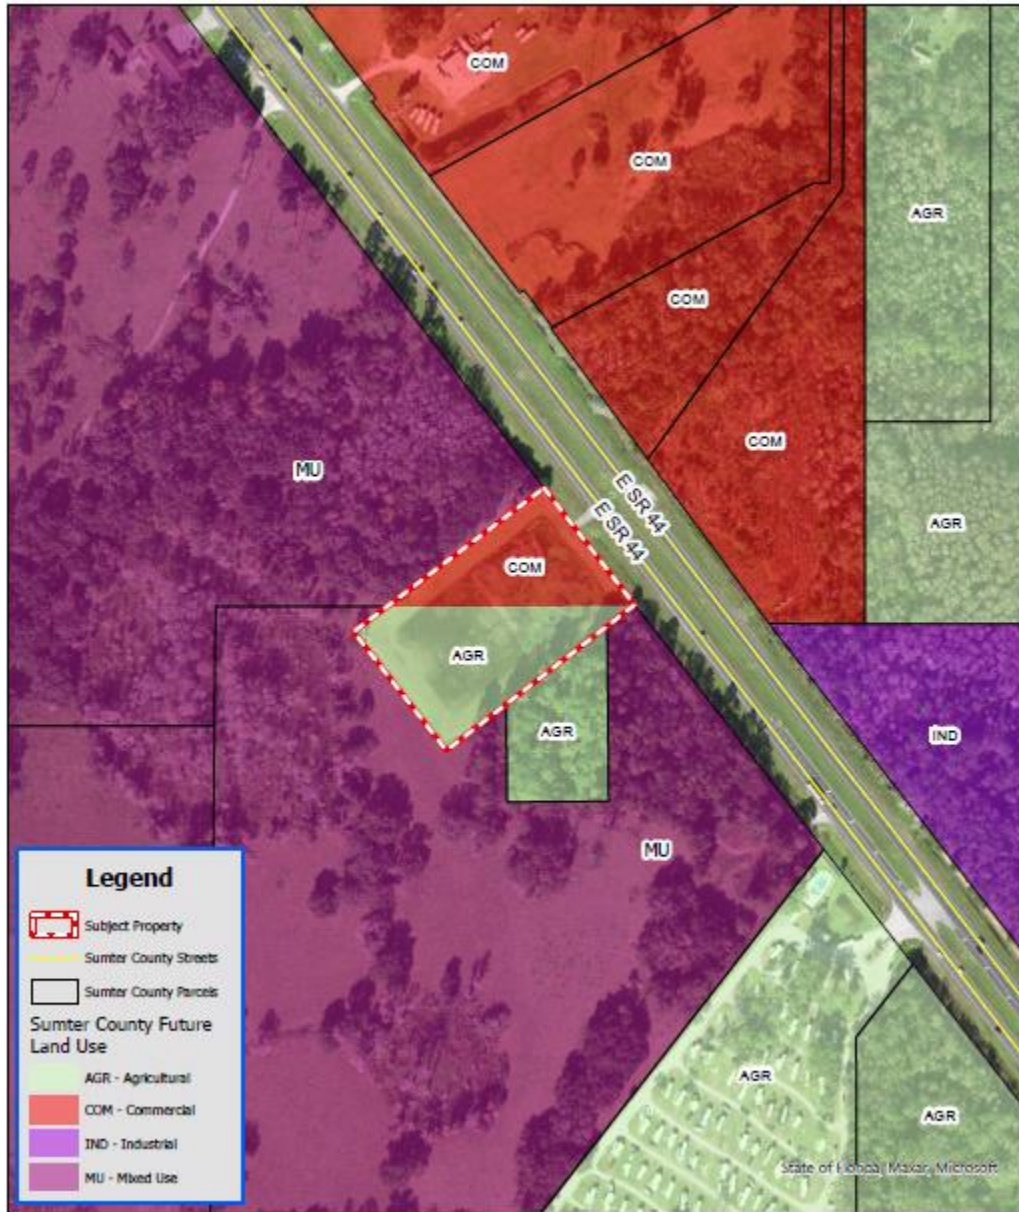 COM
COM
AGR
COM
COM
MU
E SR 44
E SR 44
AGR
COM
AGR
AGR
IND
MU
Legend
Subject Property
Sumter County Streets
Sumter County Parcels
Sumter County Future
Land Use
AGR - Agricultural
COM - Commercial
IND - Industrial
MU - Mixed Use
AGR
AGR
State of Florida, Maxar, Microsoft